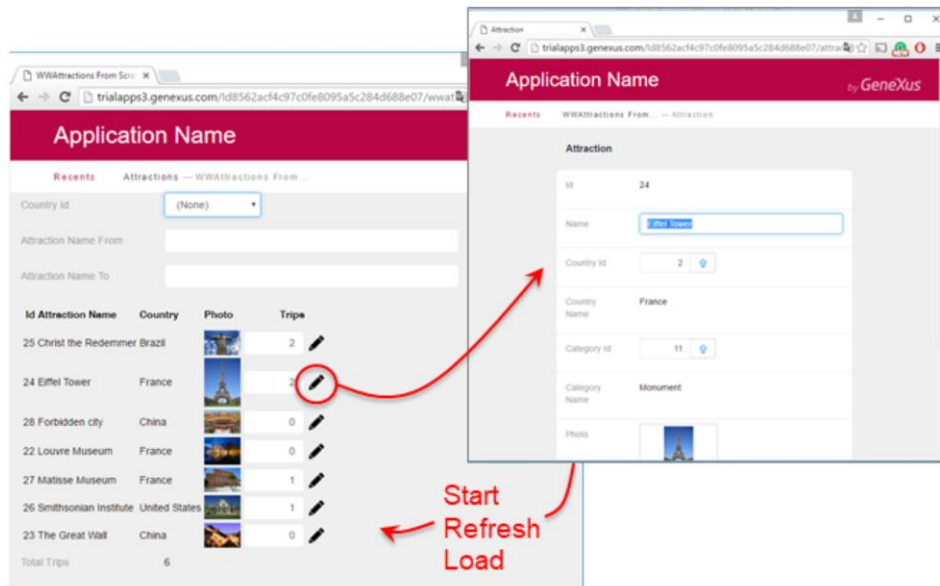 WWAttractions From Scra
trialapps3.genexus.com/Id8562acf4c97c0fe8095a5c284d688e07/wwat
Application Name
Recents Attractions — WWAttractions From...
Country Id (None)
Attraction Name From
Attraction Name To
Id Attraction Name Country Photo Trips
25 Christ the Redemmer Brazil 2
24 Eiffel Tower France 2
28 Forbidden city China 0
22 Louvre Museum France 0
27 Matisse Museum France 1
26 Smithsonian Institute United States 1
23 The Great Wall China 0
Total Trips 6
Attraction
trialapps3.genexus.com/Id8562acf4c97c0fe8095a5c284d688e07/attrac
Application Name by GeneXus
Recents WWAttractions From... — Attraction
Attraction
Id 24
Name Eiffel Tower
Country Id 2
Country Name France
Category Id 11
Category Name Monument
Photo
Start
Refresh
Load